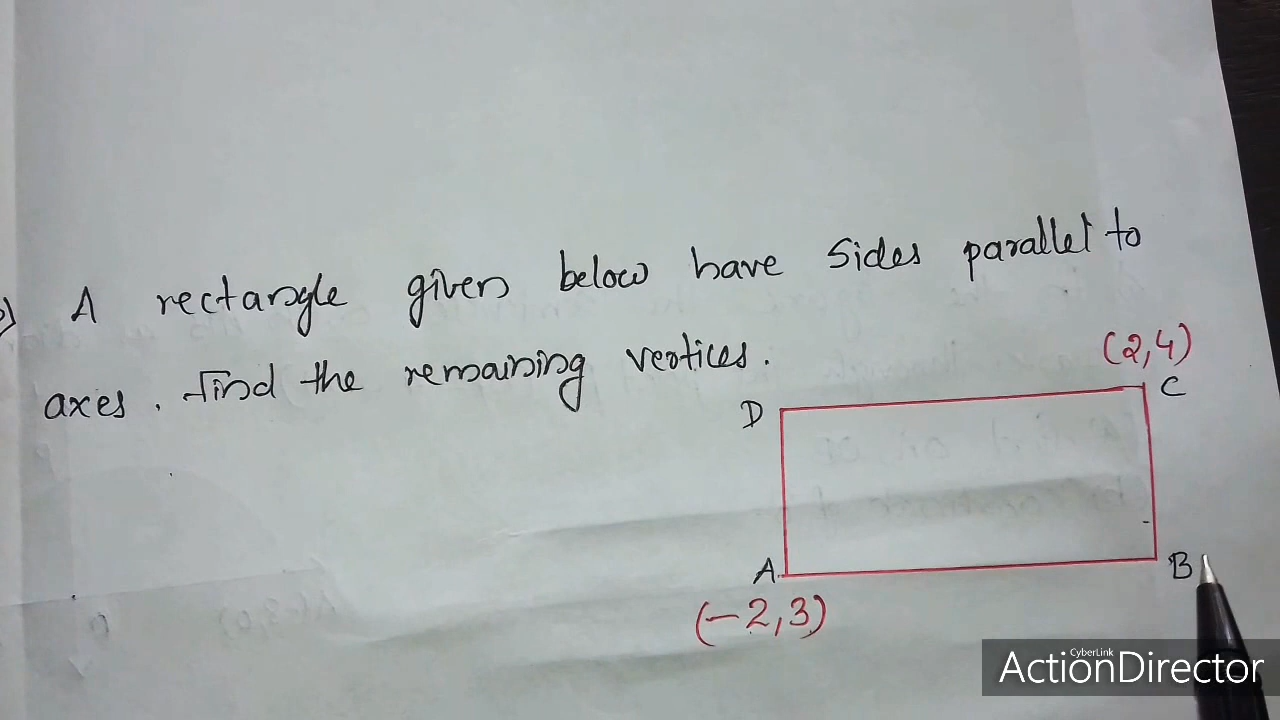 A rectangle given below have sides parallel to
axes. Find the remaining vertices.
(2,4)
D
C
A
B
(-2,3)
CyberLink
ActionDirector